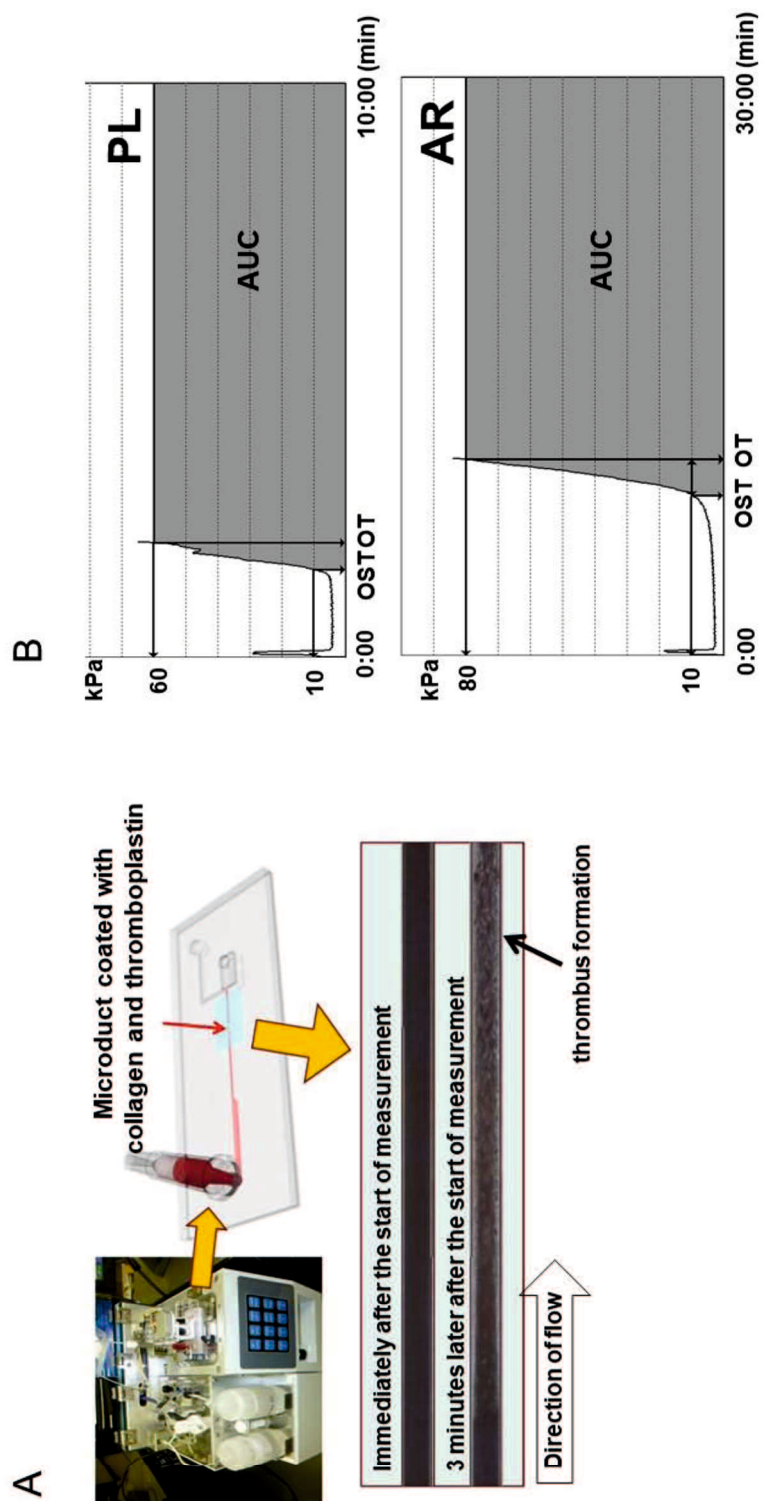 A
Microduct coated with
collagen and thromboplastin
Immediately after the start of measurement
3 minutes later after the start of measurement
Direction of flow
thrombus formation
B
kPa
60
10
PL
AUC
0:00
OST
OT
10:00 (min)
kPa
80
10
AR
AUC
0:00
OST
OT
30:00 (min)